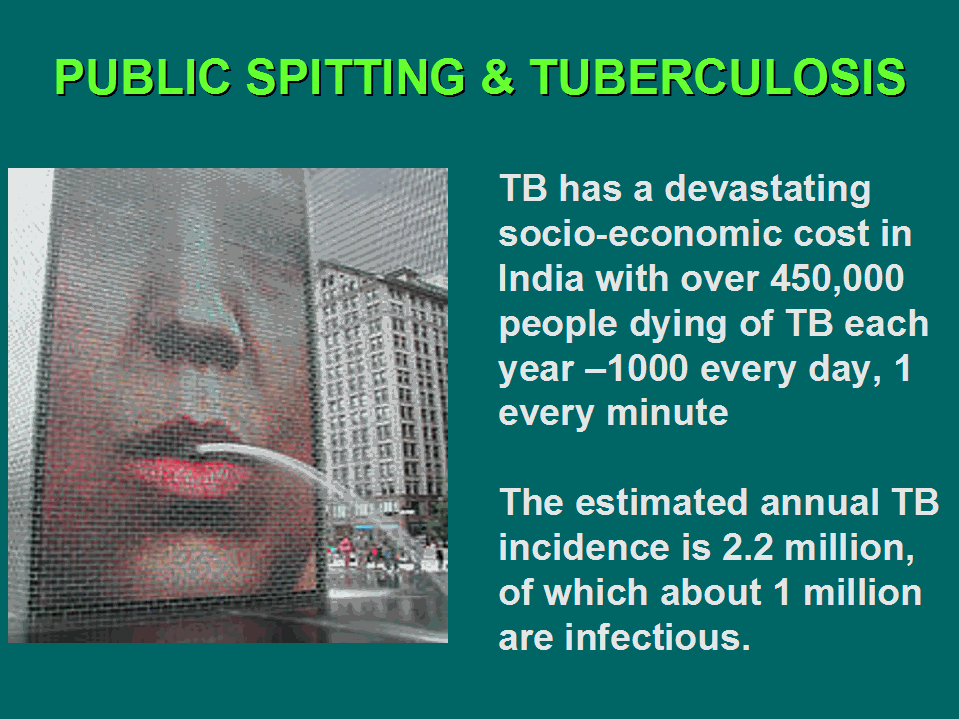 PUBLIC SPITTING & TUBERCULOSIS
TB has a devastating
socio-economic cost in
India with over 450,000
people dying of TB each
year –1000 every day, 1
every minute
The estimated annual TB
incidence is 2.2 million,
of which about 1 million
are infectious.